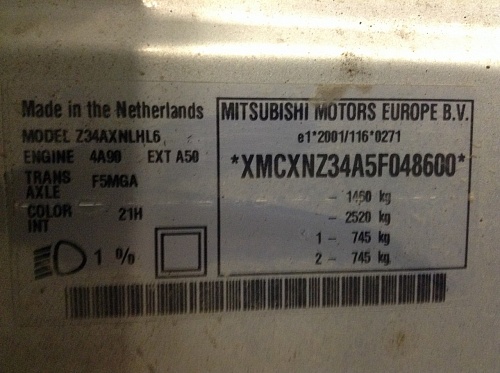 Made in the Netherlands
MODEL Z34AXNLHL6
ENGINE 4A90 EXT A50
TRANS AXLE F5MGA
COLOR INT 21H
1 %
MITSUBISHI MOTORS EUROPE B.V.
e1*2001/116*0271
*XMCXNZ34A5F048600*
- 1460 kg
- 2520 kg
1 - 745 kg
2 - 745 kg